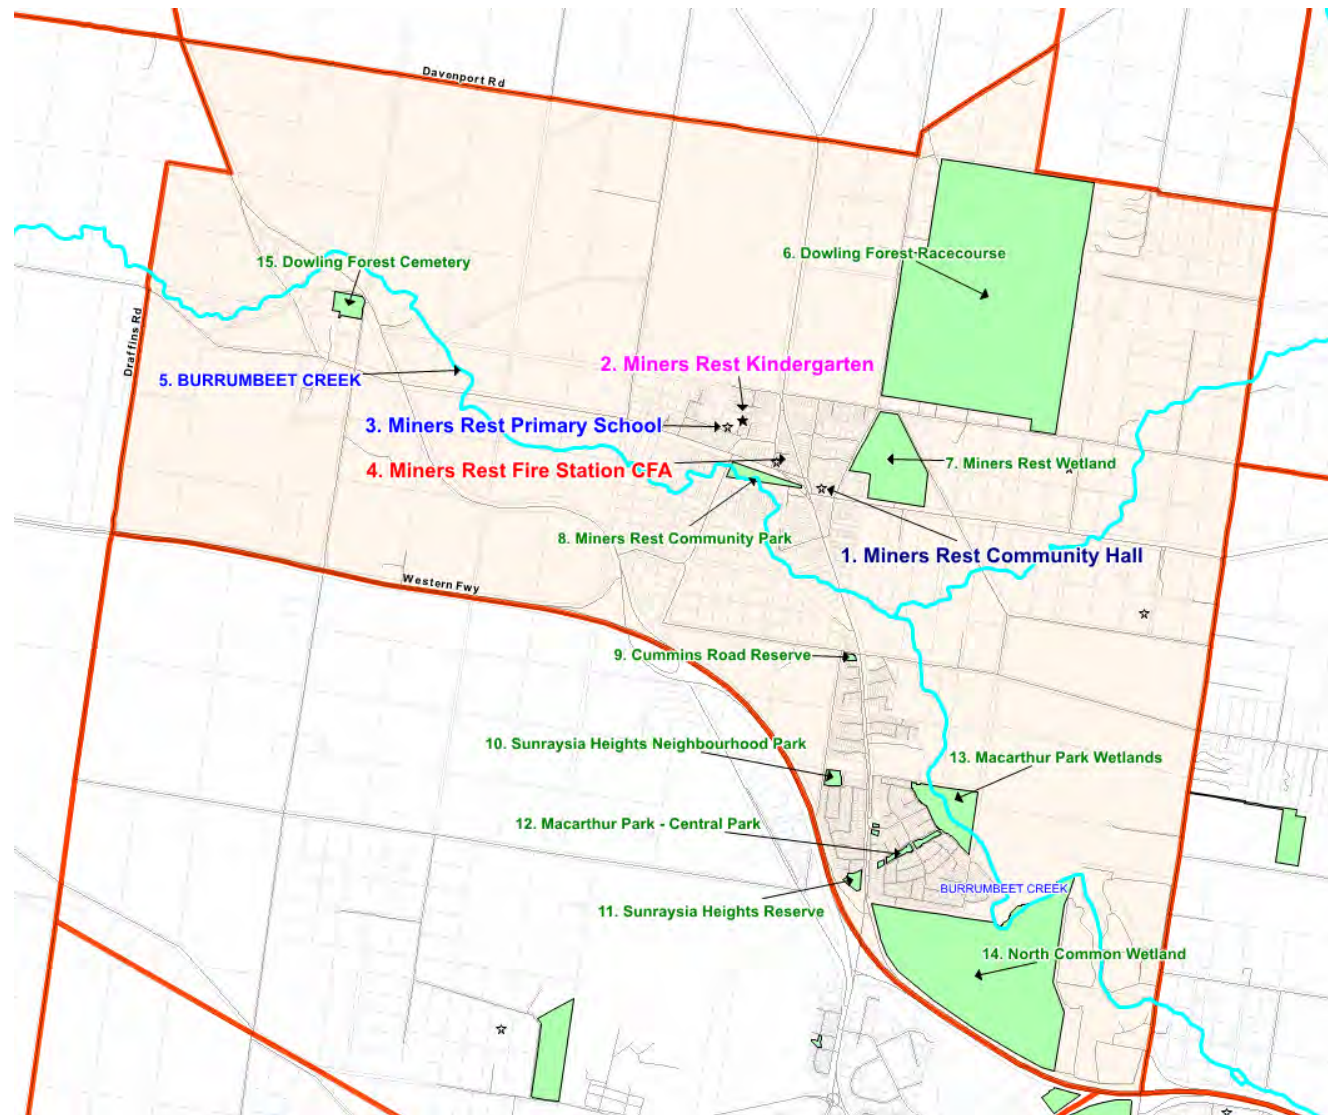 Davenport Rd
6. Dowling Forest Racecourse
15. Dowling Forest Cemetery
Draffins Rd
2. Miners Rest Kindergarten
5. BURRUMBEET CREEK
3. Miners Rest Primary School
7. Miners Rest Wetland
4. Miners Rest Fire Station CFA
8. Miners Rest Community Park
1. Miners Rest Community Hall
Western Fwy
9. Cummins Road Reserve
10. Sunraysia Heights Neighbourhood Park
13. Macarthur Park Wetlands
12. Macarthur Park - Central Park
BURRUMBEET CREEK
11. Sunraysia Heights Reserve
14. North Common Wetland